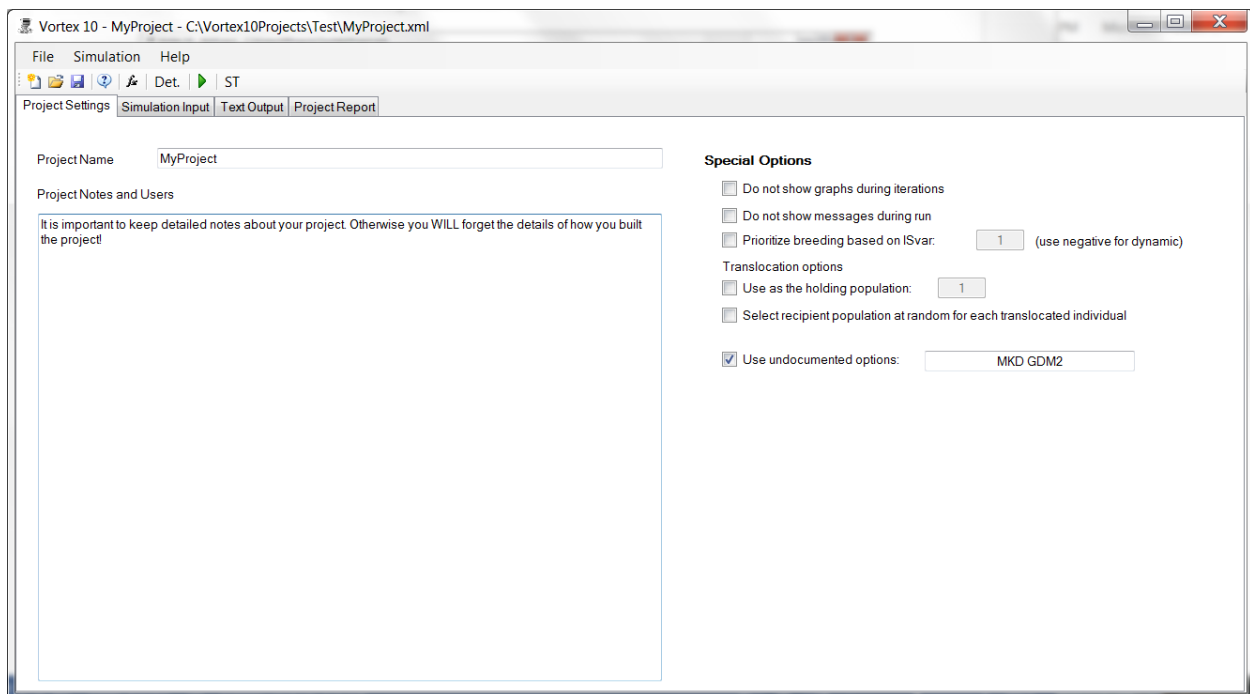 Vortex 10 - MyProject - C:\Vortex10Projects\Test\MyProject.xml
File Simulation Help
fx Det. ST
Project Settings Simulation Input Text Output Project Report
Project Name MyProject
Project Notes and Users
It is important to keep detailed notes about your project. Otherwise you WILL forget the details of how you built
the project!
Special Options
Do not show graphs during iterations
Do not show messages during run
Prioritize breeding based on ISvar: 1 (use negative for dynamic)
Translocation options
Use as the holding population: 1
Select recipient population at random for each translocated individual
Use undocumented options: MKD GDM2